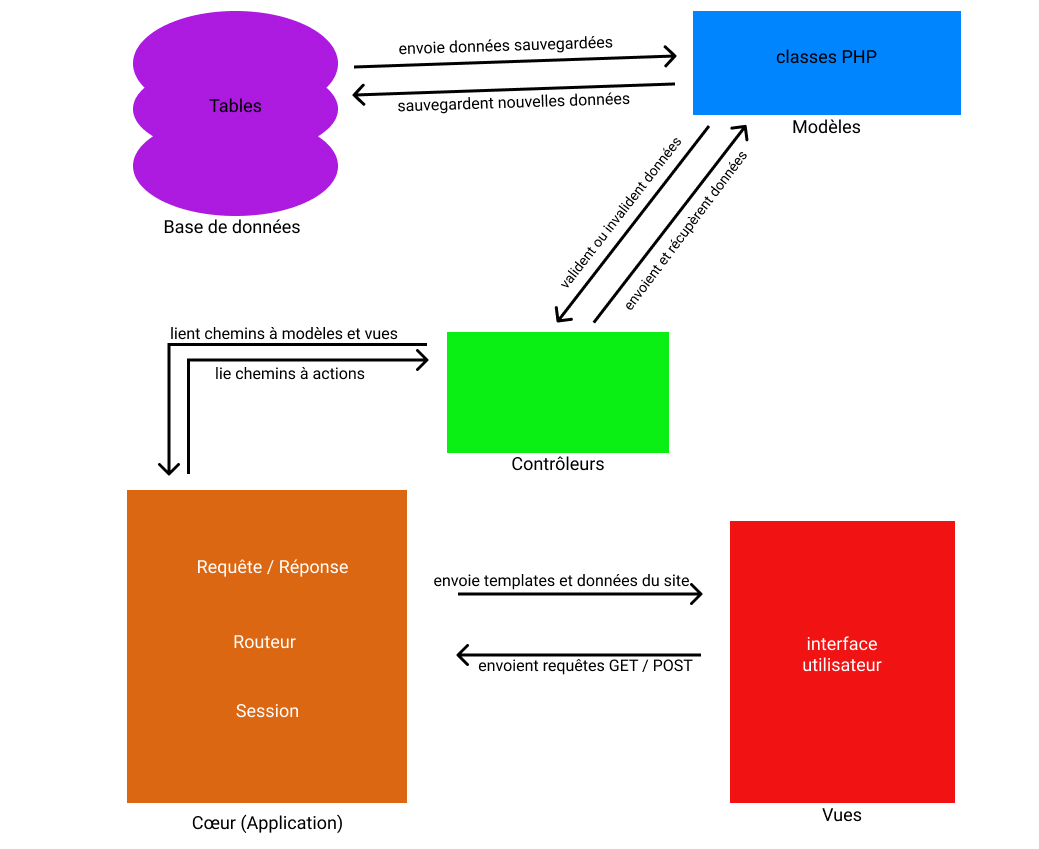 envoie données sauvegardées
classes PHP
Tables
sauvegardent nouvelles données
Modèles
valident ou invalident données
envoient et récupèrent données
Base de données
lient chemins à modèles et vues
lie chemins à actions
Contrôleurs
Requête / Réponse
Routeur
Session
envoie templates et données du site
envoient requêtes GET / POST
interface
utilisateur
Cœur (Application)
Vues